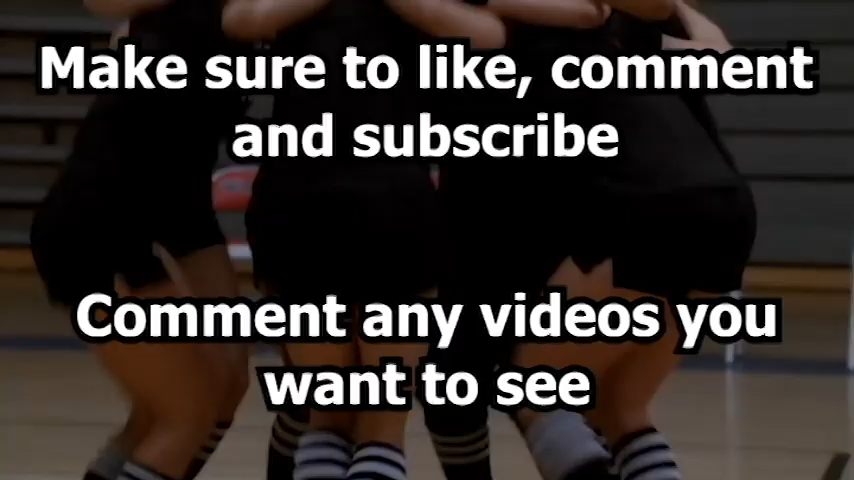 Make sure to like, comment
and subscribe
Comment any videos you
want to see